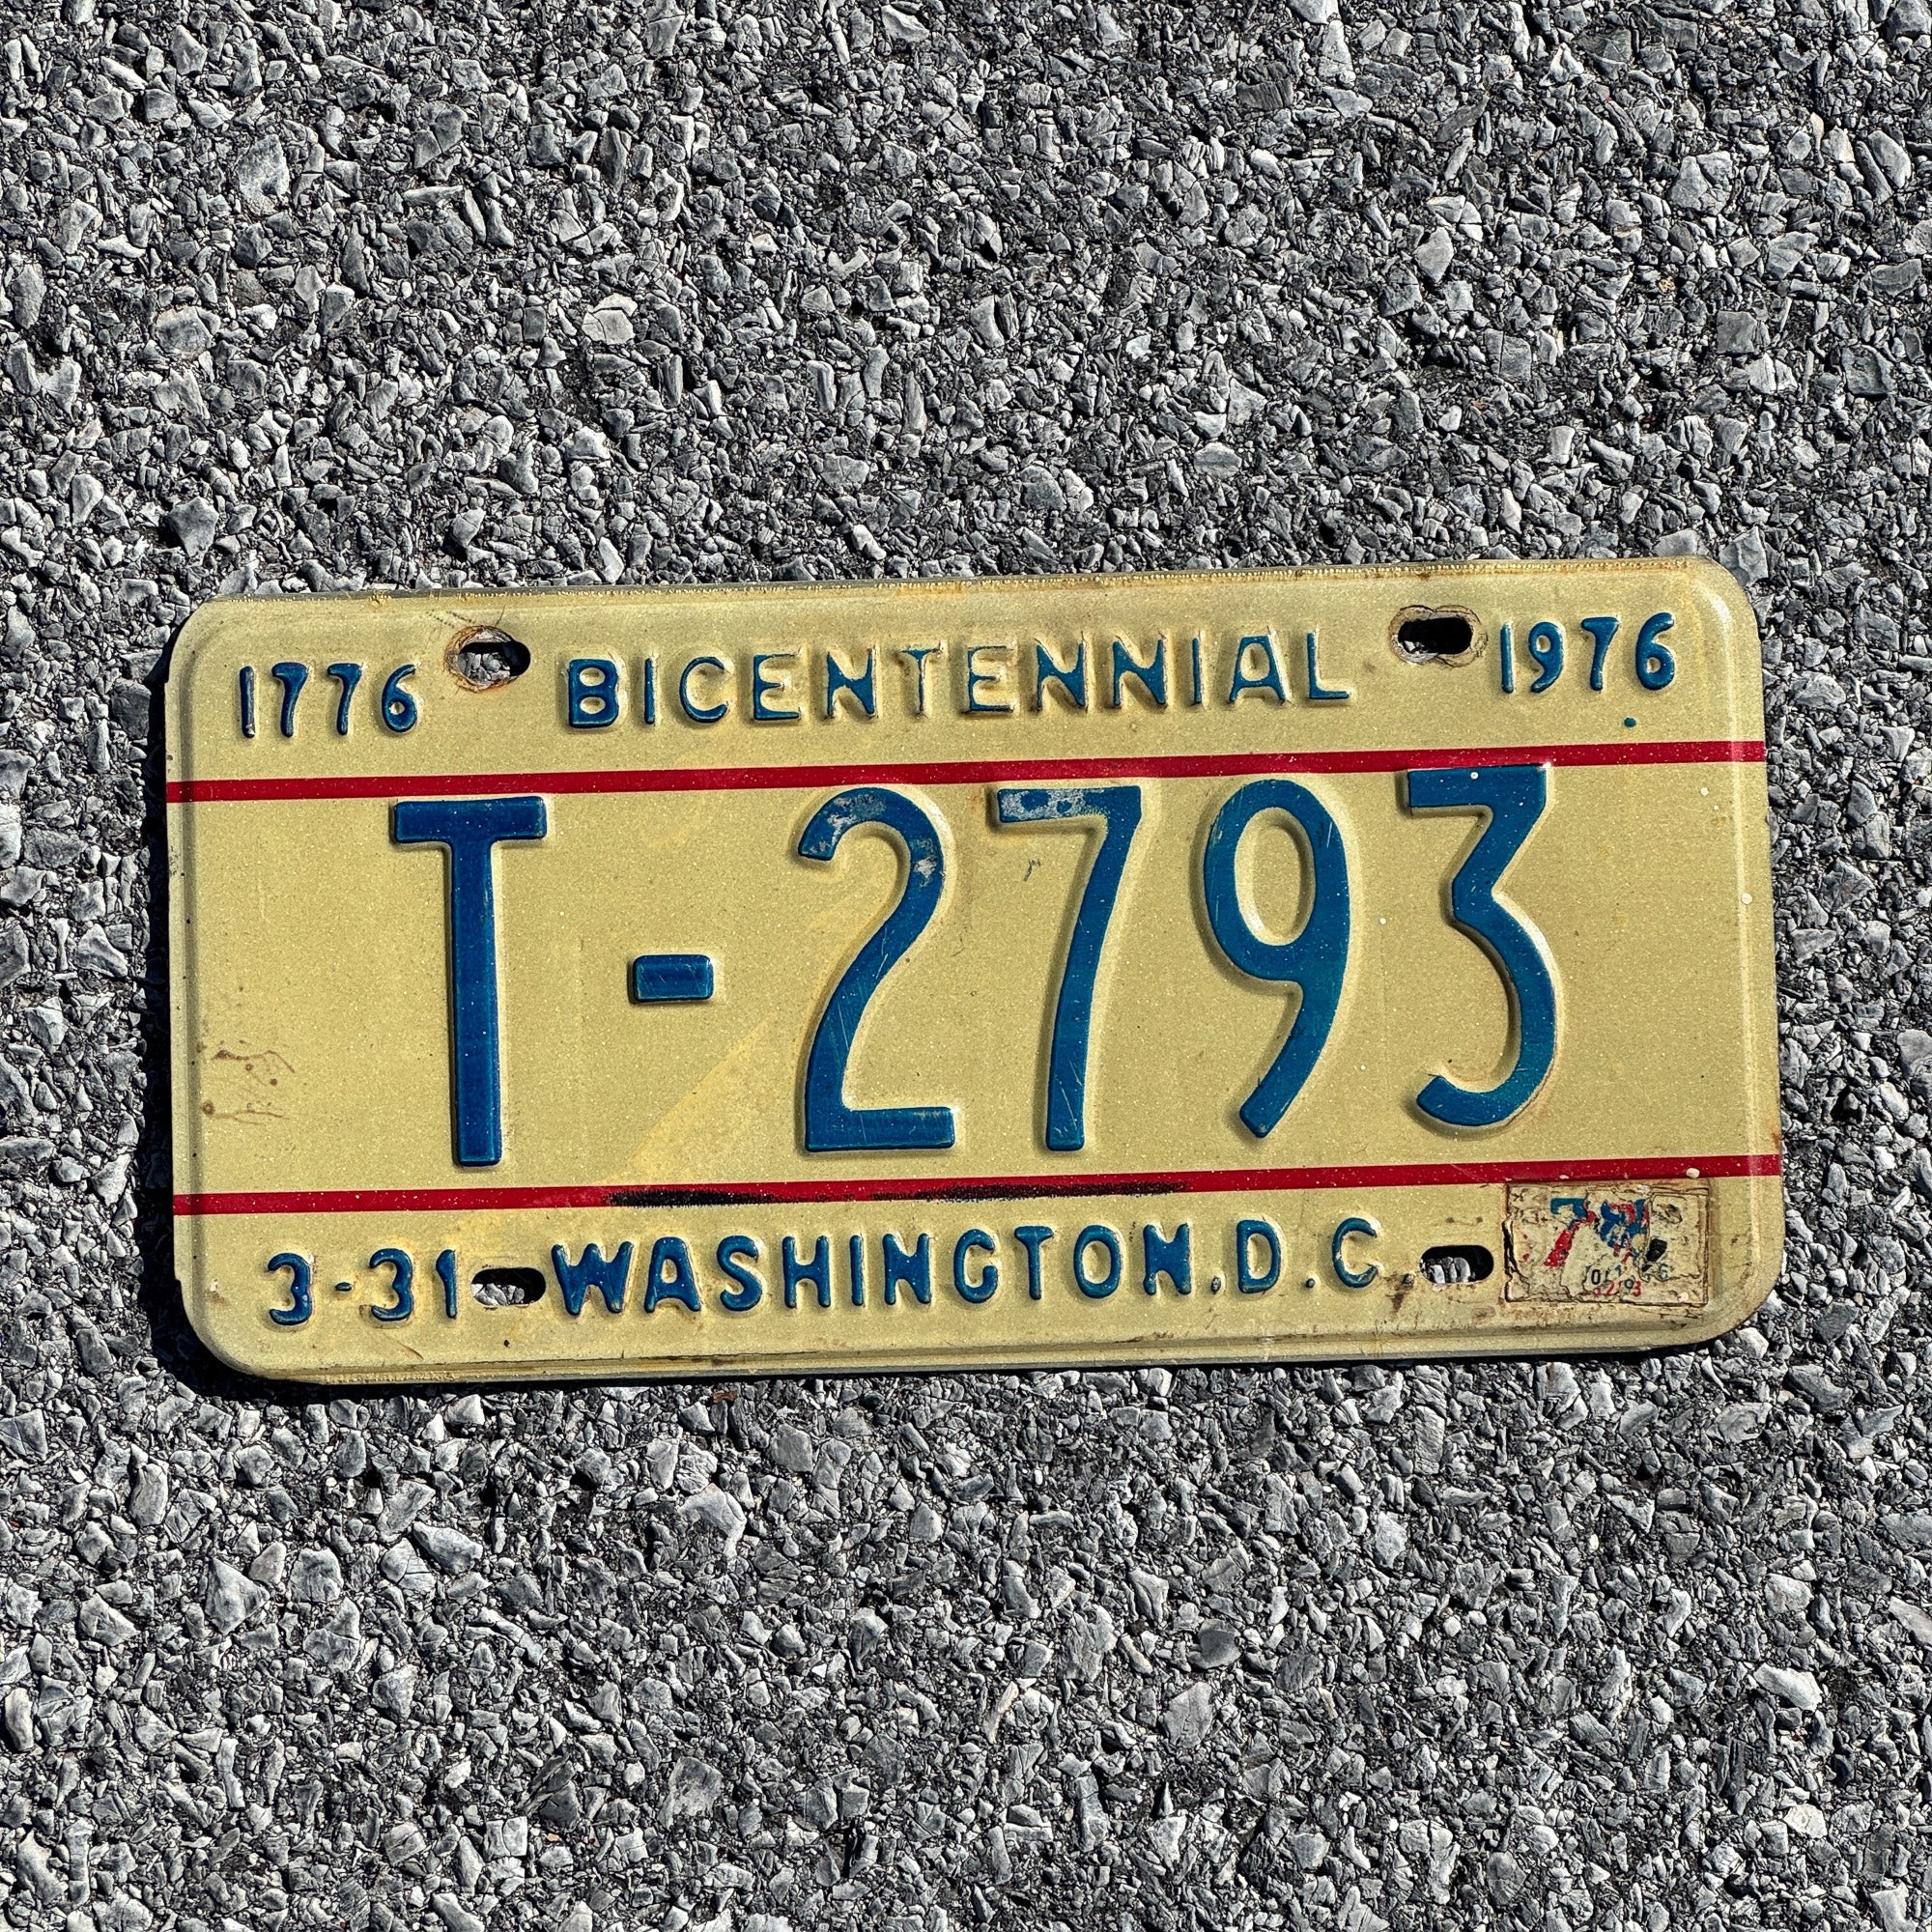 1776 BICENTENNIAL 1976
T-2793
3-31 WASHINGTON.D.C.